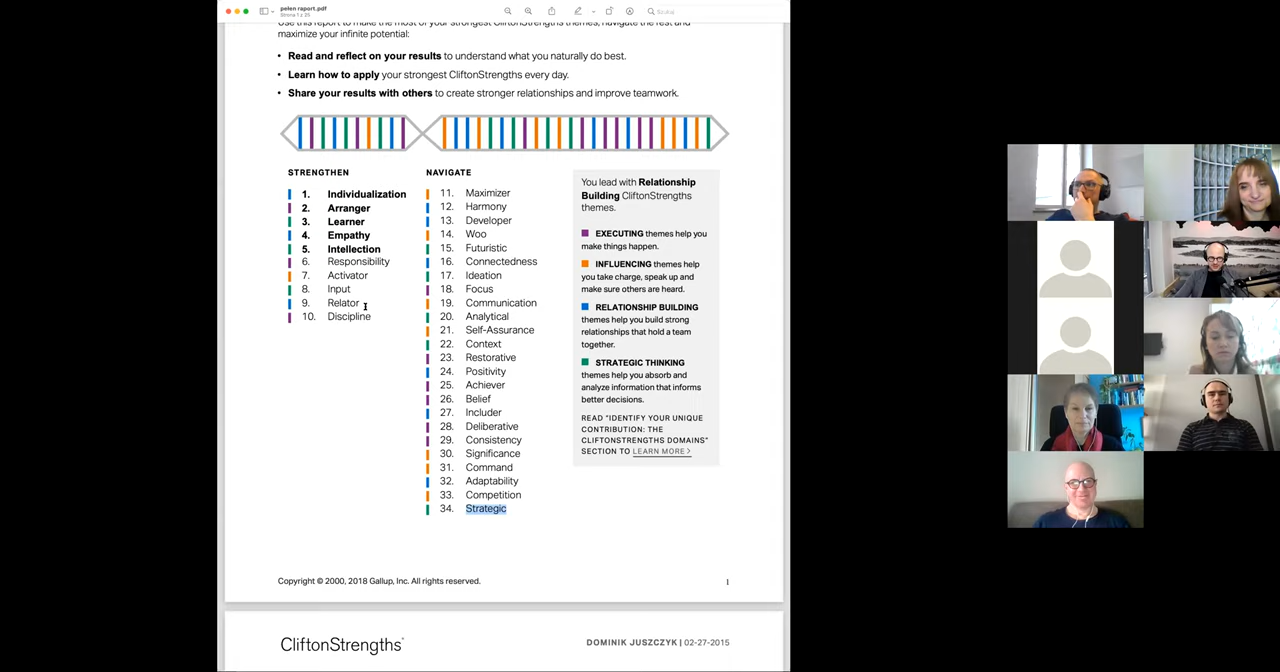 pełen raport.pdf
Strona 1 z 25
Szukaj
Use this report to make the most of your strongest CliftonStrengths themes, navigate the rest and
maximize your infinite potential:
• Read and reflect on your results to understand what you naturally do best.
• Learn how to apply your strongest CliftonStrengths every day.
• Share your results with others to create stronger relationships and improve teamwork.
STRENGTHEN
1. Individualization
2. Arranger
3. Learner
4. Empathy
5. Intellection
6. Responsibility
7. Activator
8. Input
9. Relator
10. Discipline
NAVIGATE
11. Maximizer
12. Harmony
13. Developer
14. Woo
15. Futuristic
16. Connectedness
17. Ideation
18. Focus
19. Communication
20. Analytical
21. Self-Assurance
22. Context
23. Restorative
24. Positivity
25. Achiever
26. Belief
27. Includer
28. Deliberative
29. Consistency
30. Significance
31. Command
32. Adaptability
33. Competition
34. Strategic
You lead with Relationship
Building CliftonStrengths
themes.
EXECUTING themes help you
make things happen.
INFLUENCING themes help
you take charge, speak up and
make sure others are heard.
RELATIONSHIP BUILDING
themes help you build strong
relationships that hold a team
together.
STRATEGIC THINKING
themes help you absorb and
analyze information that informs
better decisions.
READ "IDENTIFY YOUR UNIQUE
CONTRIBUTION: THE
CLIFTONSTRENGTHS DOMAINS"
SECTION TO LEARN MORE >
Copyright © 2000, 2018 Gallup, Inc. All rights reserved.
1
CliftonStrengths®
DOMINIK JUSZCZYK | 02-27-2015